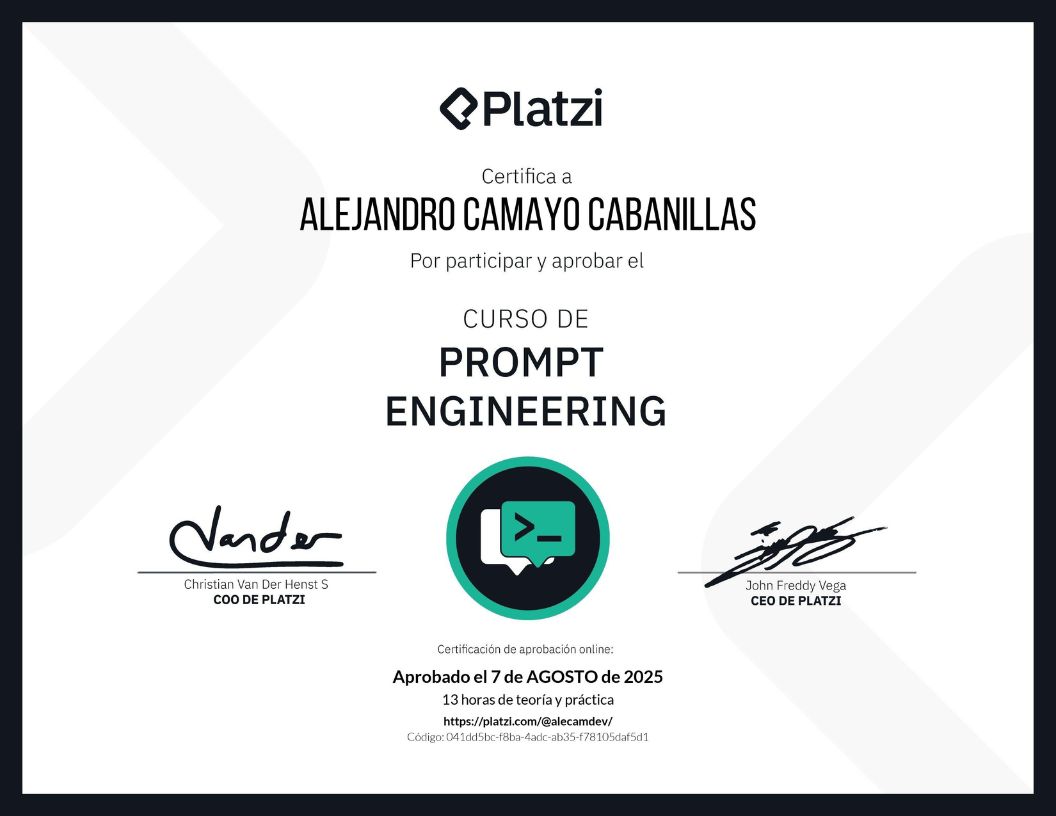 Platzi
Certifica a
ALEJANDRO CAMAYO CABANILLAS
Por participar y aprobar el
CURSO DE
PROMPT
ENGINEERING
>_
Vander
Christian Van Der Henst S
COO DE PLATZI
John Freddy Vega
CEO DE PLATZI
Certificación de aprobación online:
Aprobado el 7 de AGOSTO de 2025
13 horas de teoría y práctica
https://platzi.com/@alecamdev/
Código: 041dd5bc-f8ba-4adc-ab35-f78105daf5d1